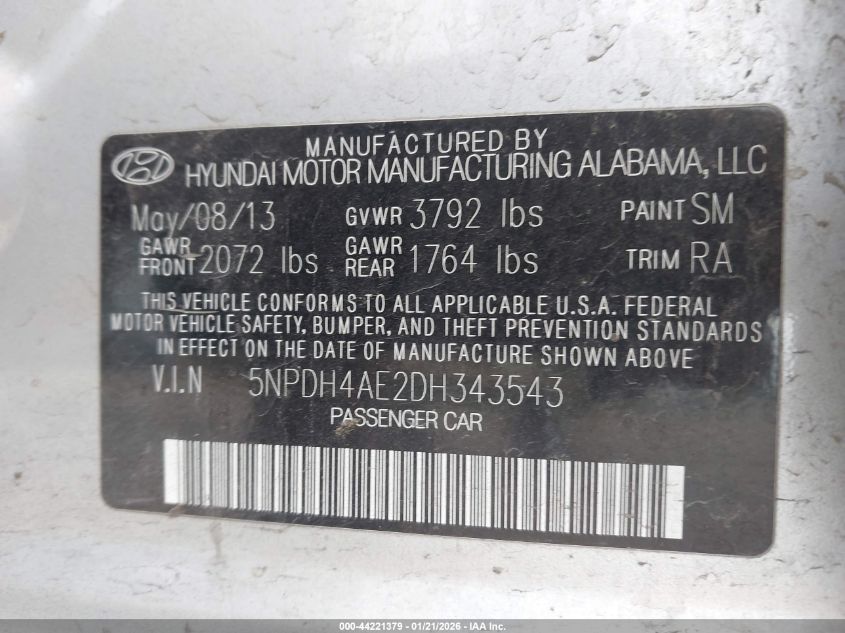 MANUFACTURED BY
HYUNDAI MOTOR MANUFACTURING ALABAMA, LLC
May/08/13 GVWR 3792 lbs PAINT SM
GAWR FRONT 2072 lbs GAWR REAR 1764 lbs TRIM RA
THIS VEHICLE CONFORMS TO ALL APPLICABLE U.S.A. FEDERAL
MOTOR VEHICLE SAFETY, BUMPER, AND THEFT PREVENTION STANDARDS
IN EFFECT ON THE DATE OF MANUFACTURE SHOWN ABOVE
V.I.N 5NPDH4AE2DH343543
PASSENGER CAR
000-44221379 - 01/21/2026 - IAA Inc.